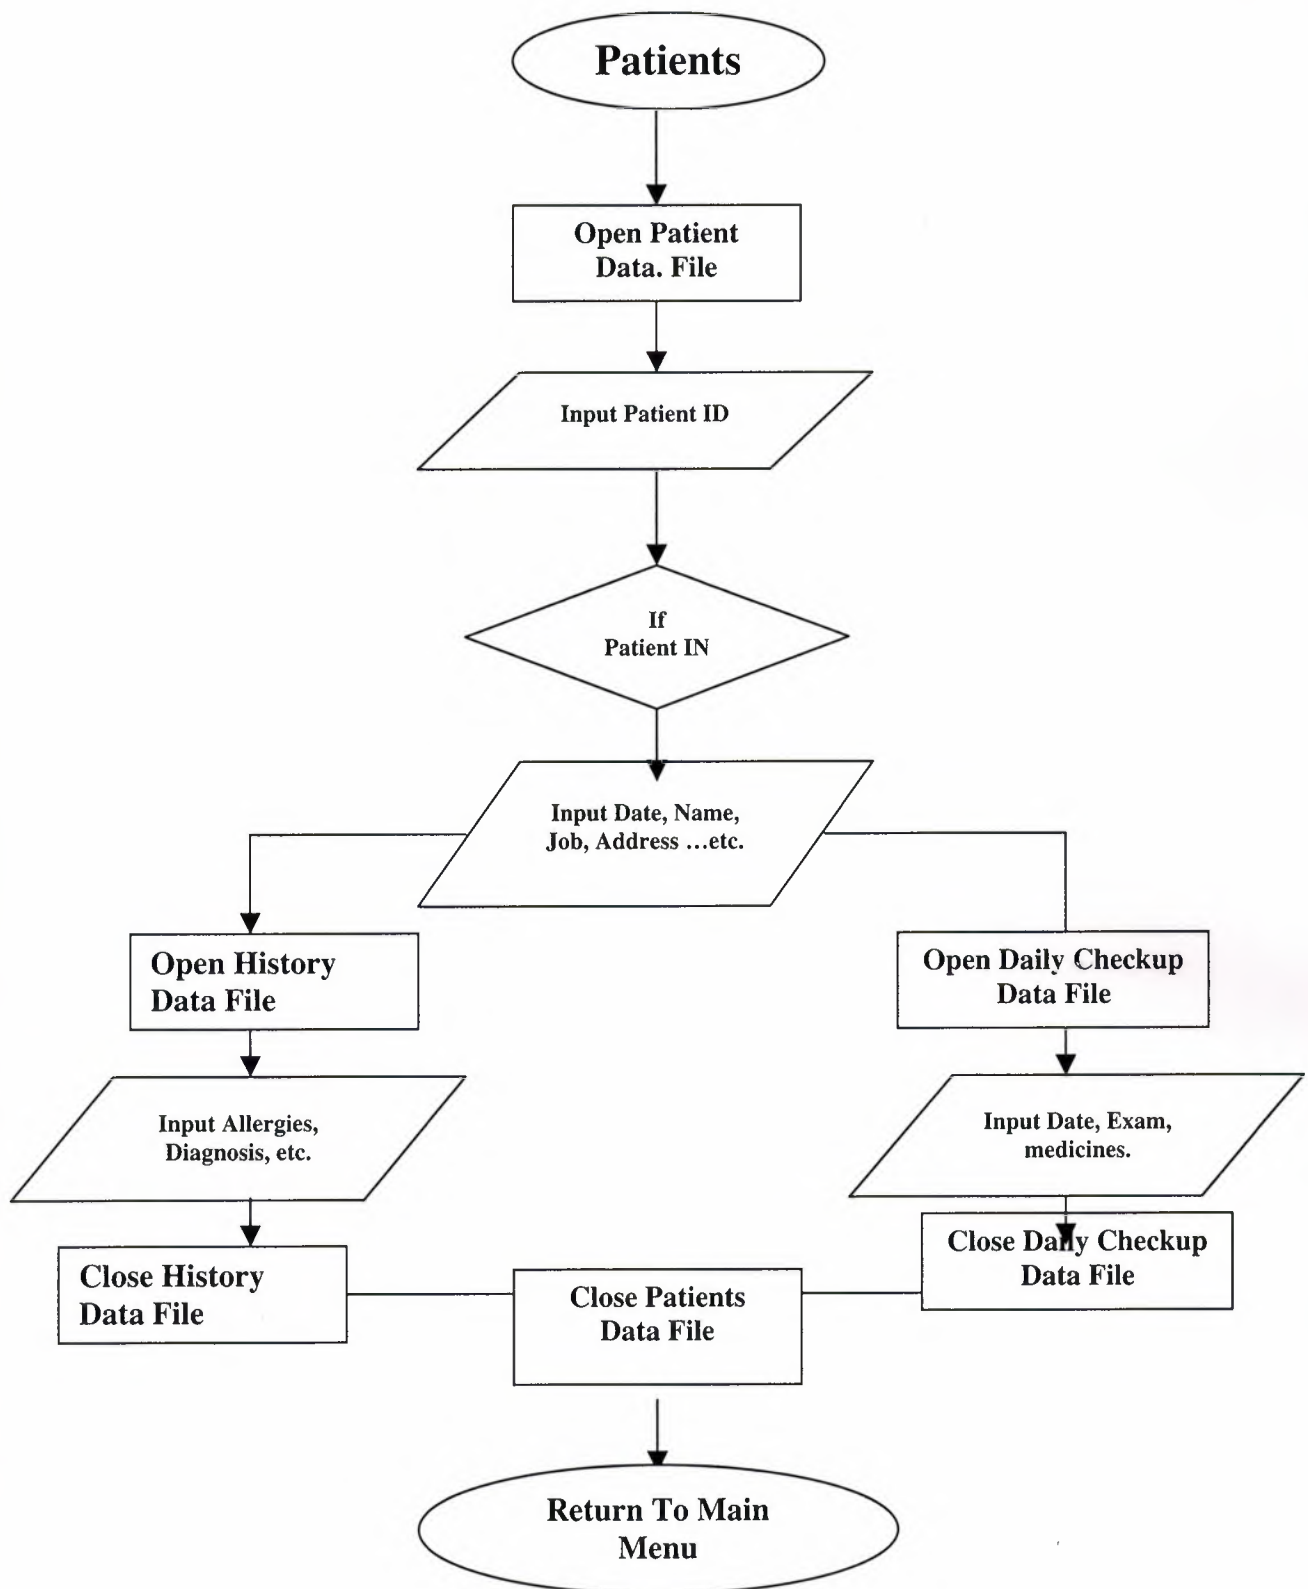 Patients
Open Patient
Data. File
Input Patient ID
If
Patient IN
Input Date, Name,
Job, Address ...etc.
Open History
Data File
Open Daily Checkup
Data File
Input Allergies,
Diagnosis, etc.
Input Date, Exam,
medicines.
Close History
Data File
Close Patients
Data File
Close Daily Checkup
Data File
Return To Main
Menu